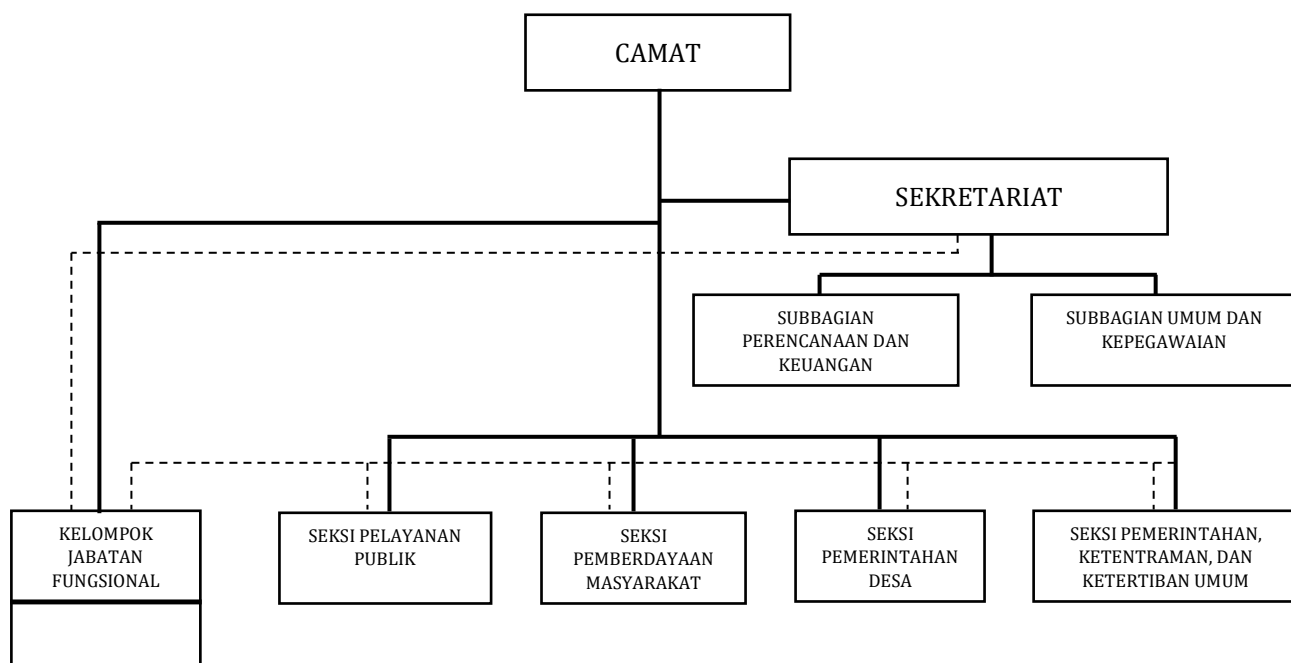 CAMAT
SEKRETARIAT
SUBBAGIAN
PERENCANAAN DAN
KEUANGAN
SUBBAGIAN UMUM DAN
KEPEGAWAIAN
KELOMPOK
JABATAN
FUNGSIONAL
SEKSI PELAYANAN
PUBLIK
SEKSI
PEMBERDAYAAN
MASYARAKAT
SEKSI
PEMERINTAHAN
DESA
SEKSI PEMERINTAHAN,
KETENTRAMAN, DAN
KETERTIBAN UMUM